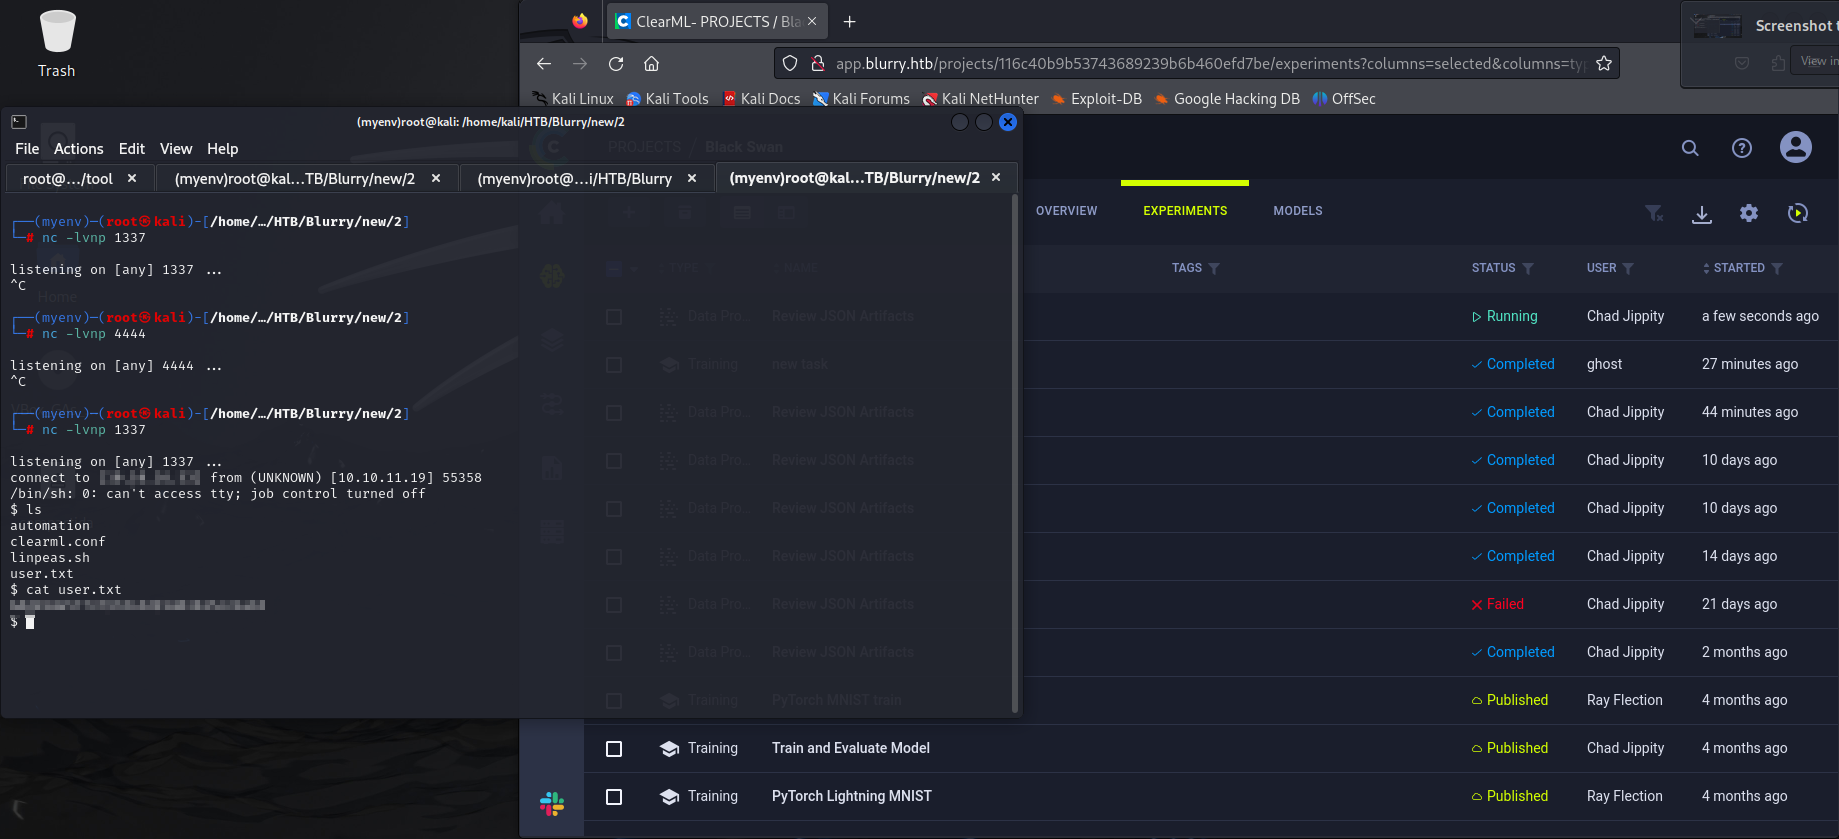 Trash
ClearML- PROJECTS / Bla
Screenshot t
app.blurry.htb/projects/116c40b9b53743689239b6b460efd7be/experiments?columns=selected&columns=typ
View in
Kali Linux Kali Tools Kali Docs Kali Forums Kali NetHunter Exploit-DB Google Hacking DB OffSec
(myenv)root@kali: /home/kali/HTB/Blurry/new/2
File Actions Edit View Help
root@.../tool (myenv)root@kal...TB/Blurry/new/2 (myenv)root@...i/HTB/Blurry (myenv)root@kal...TB/Blurry/new/2
┌──(myenv)─(root㉿kali)-[/home/…/HTB/Blurry/new/2]
└─# nc -lvnp 1337
listening on [any] 1337 ...
^C
┌──(myenv)─(root㉿kali)-[/home/…/HTB/Blurry/new/2]
└─# nc -lvnp 4444
listening on [any] 4444 ...
^C
┌──(myenv)─(root㉿kali)-[/home/…/HTB/Blurry/new/2]
└─# nc -lvnp 1337
listening on [any] 1337 ...
connect to from (UNKNOWN) [10.10.11.19] 55358
/bin/sh: 0: can't access tty; job control turned off
$ ls
automation
clearml.conf
linpeas.sh
user.txt
$ cat user.txt
$
Home
PROJECTS / Black Swan
OVERVIEW EXPERIMENTS MODELS
TYPE NAME TAGS STATUS USER STARTED
Data Pro... Review JSON Artifacts Running Chad Jippity a few seconds ago
Training new task Completed ghost 27 minutes ago
Data Pro... Review JSON Artifacts Completed Chad Jippity 44 minutes ago
Data Pro... Review JSON Artifacts Completed Chad Jippity 10 days ago
Data Pro... Review JSON Artifacts Completed Chad Jippity 10 days ago
Data Pro... Review JSON Artifacts Completed Chad Jippity 14 days ago
Data Pro... Review JSON Artifacts Failed Chad Jippity 21 days ago
Data Pro... Review JSON Artifacts Completed Chad Jippity 2 months ago
Training PyTorch MNIST train Published Ray Flection 4 months ago
Training Train and Evaluate Model Published Chad Jippity 4 months ago
Training PyTorch Lightning MNIST Published Ray Flection 4 months ago